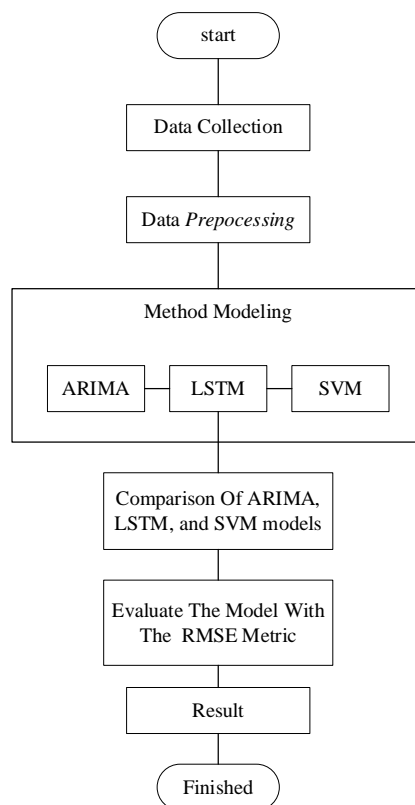 start
Data Collection
Data Prepocessing
Method Modeling
ARIMA
LSTM
SVM
Comparison Of ARIMA,
LSTM, and SVM models
Evaluate The Model With
The RMSE Metric
Result
Finished